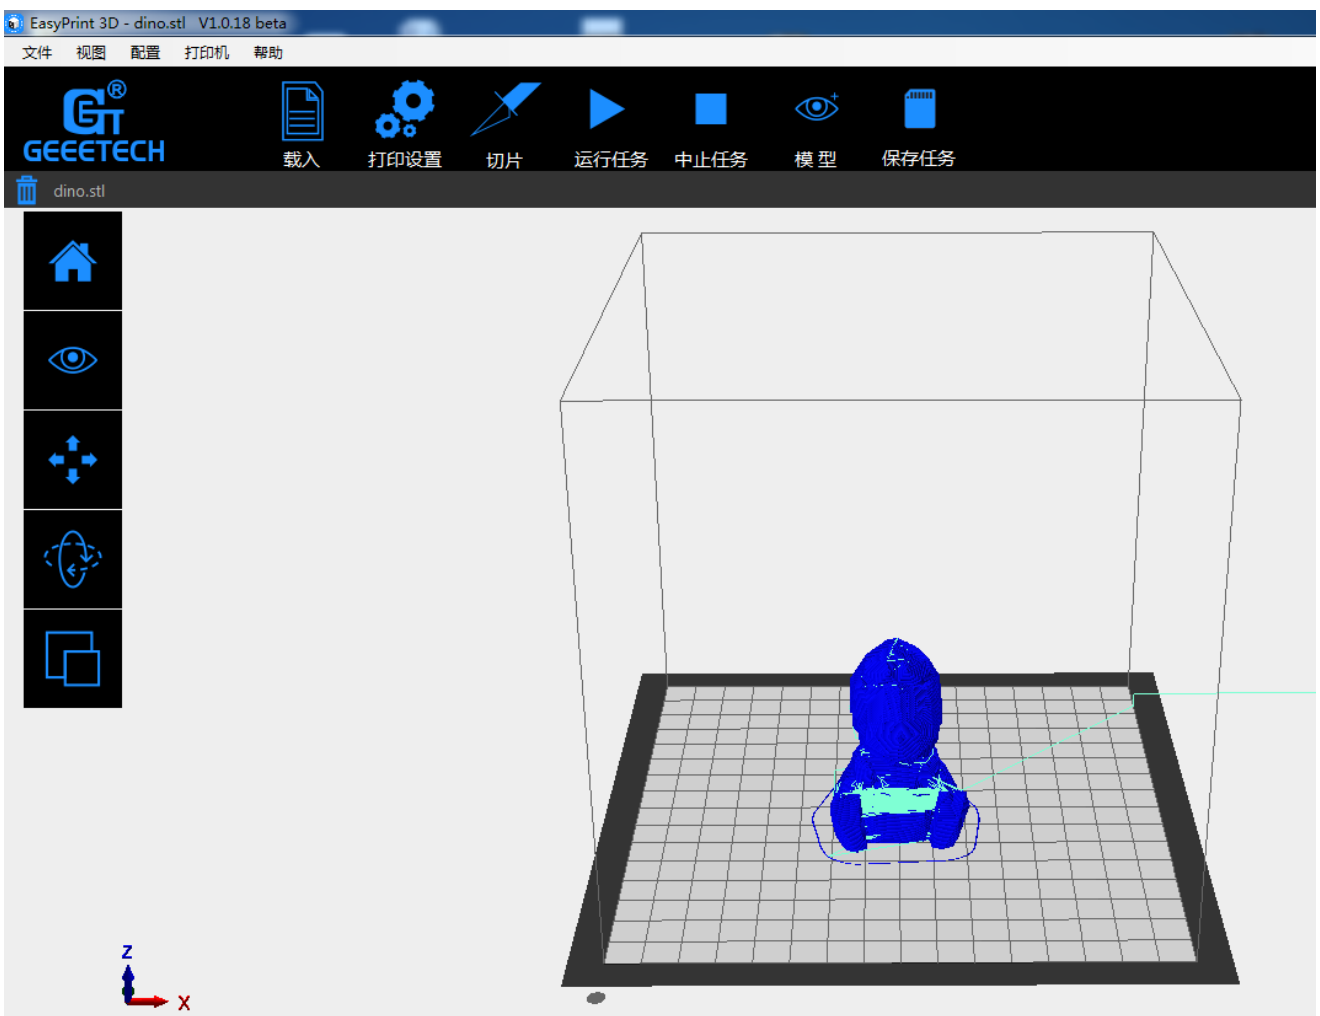 EasyPrint 3D - dino.stl   V1.0.18 beta
文件 视图 配置 打印机 帮助
GET®
GEEETECH
载入 打印设置 切片 运行任务 中止任务 模型 保存任务
dino.stl
Z
X